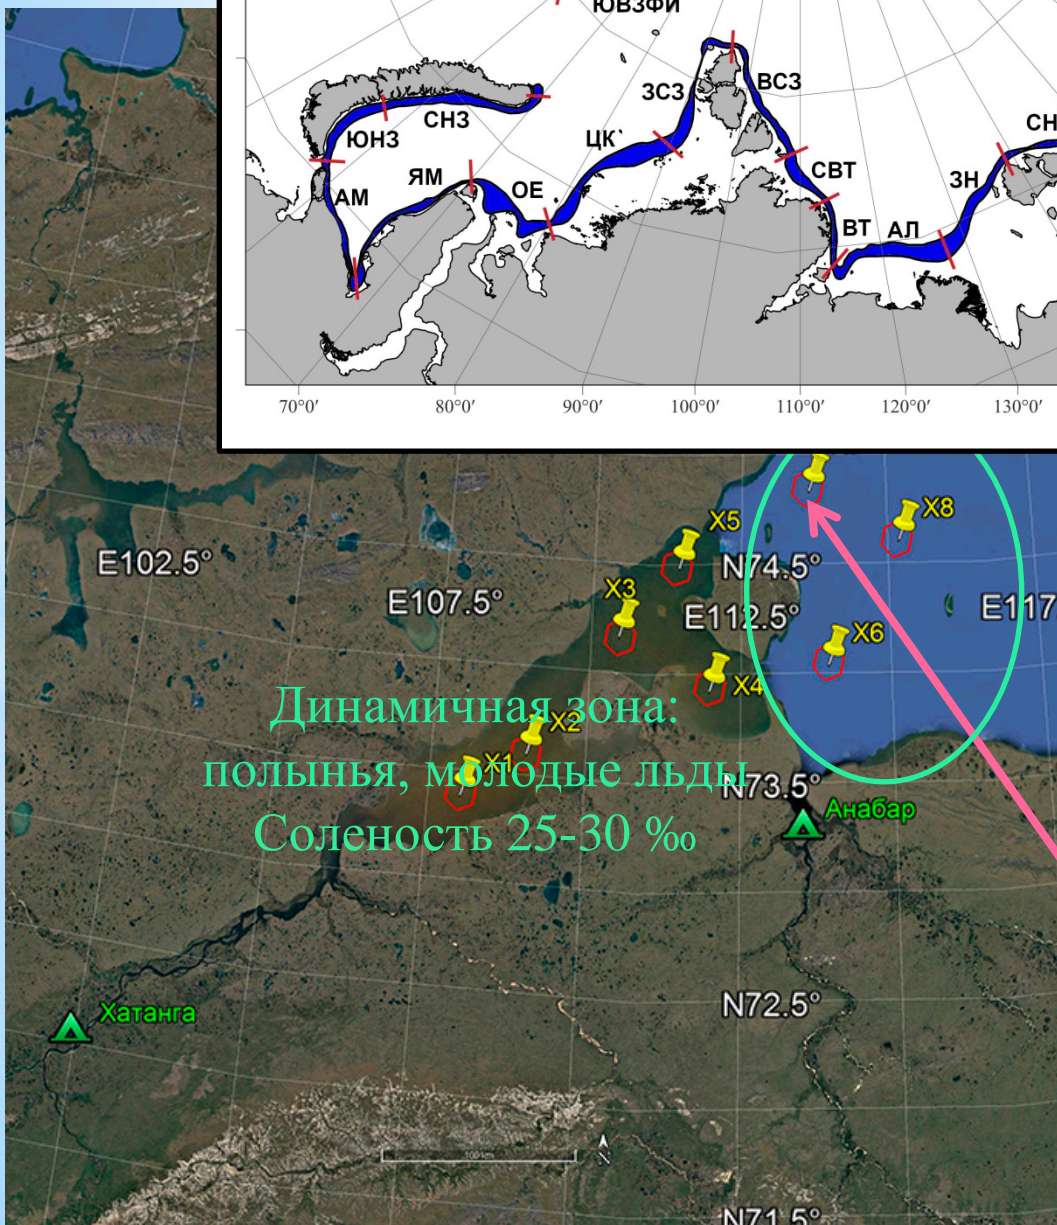 ЮВЗФИ
ЗСЗ
ВСЗ
СНЗ
ЮНЗ
ЦК
СН
СВТ
ЯМ
ОЕ
ЗН
АМ
ВТ
АЛ
70°0′
80°0′
90°0′
100°0′
110°0′
120°0′
130°0′
X8
X5
E102.5°
N74.5°
X3
E107.5°
E112.5°
E117
X6
X4
Динамичная зона:
X2
полынья, молодые льды
X1
N73.5°
Анабар
Соленость 25-30 ‰
N72.5°
Хатанга
100 km
N
N71.5°